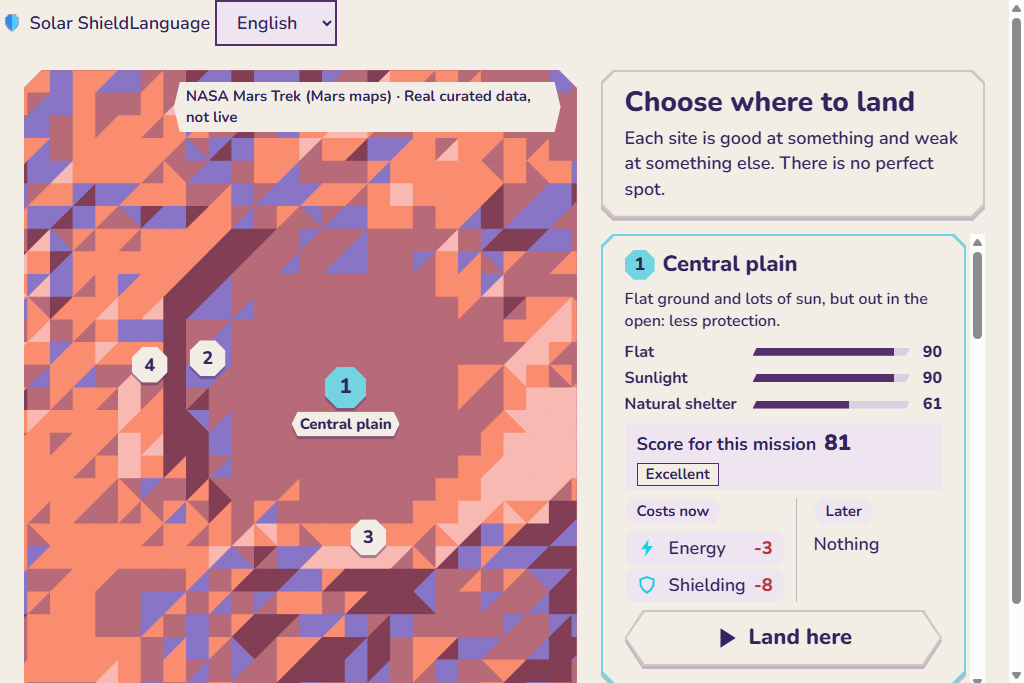 Solar Shield
Language
English
NASA Mars Trek (Mars maps) · Real curated data,
not live
4
2
1
Central plain
3
Choose where to land
Each site is good at something and weak
at something else. There is no perfect
spot.
1 Central plain
Flat ground and lots of sun, but out in the
open: less protection.
Flat 90
Sunlight 90
Natural shelter 61
Score for this mission 81
Excellent
Costs now
Energy -3
Shielding -8
Later
Nothing
Land here